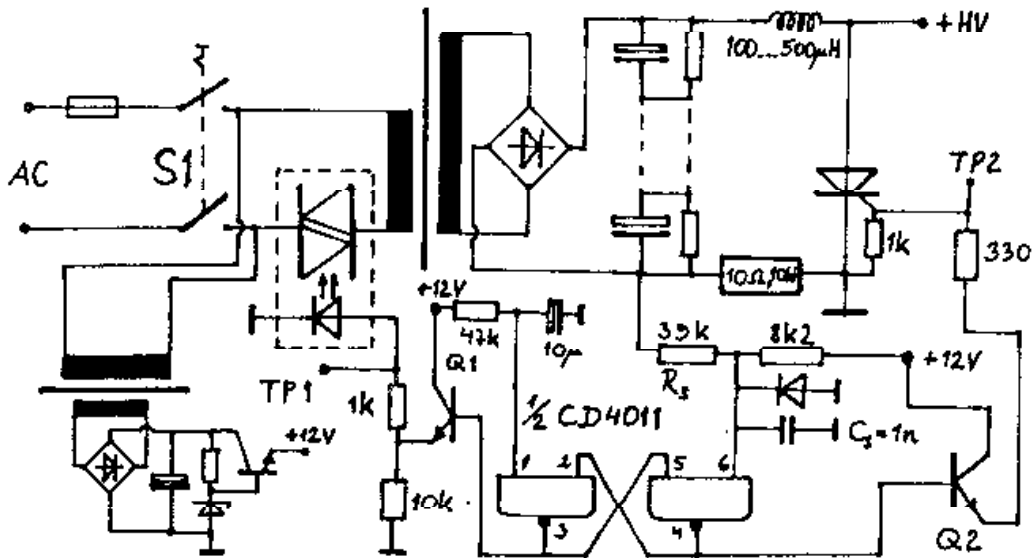 + HV
100...500µH
AC
S1
TP2
1k
330
10Ω,10W
+12V
47k
10µ
Q1
39k
8k2
+12V
Rs
TP1
1k
½ CD4011
Cs=1n
+12V
1
2
5
6
10k
3
4
Q2